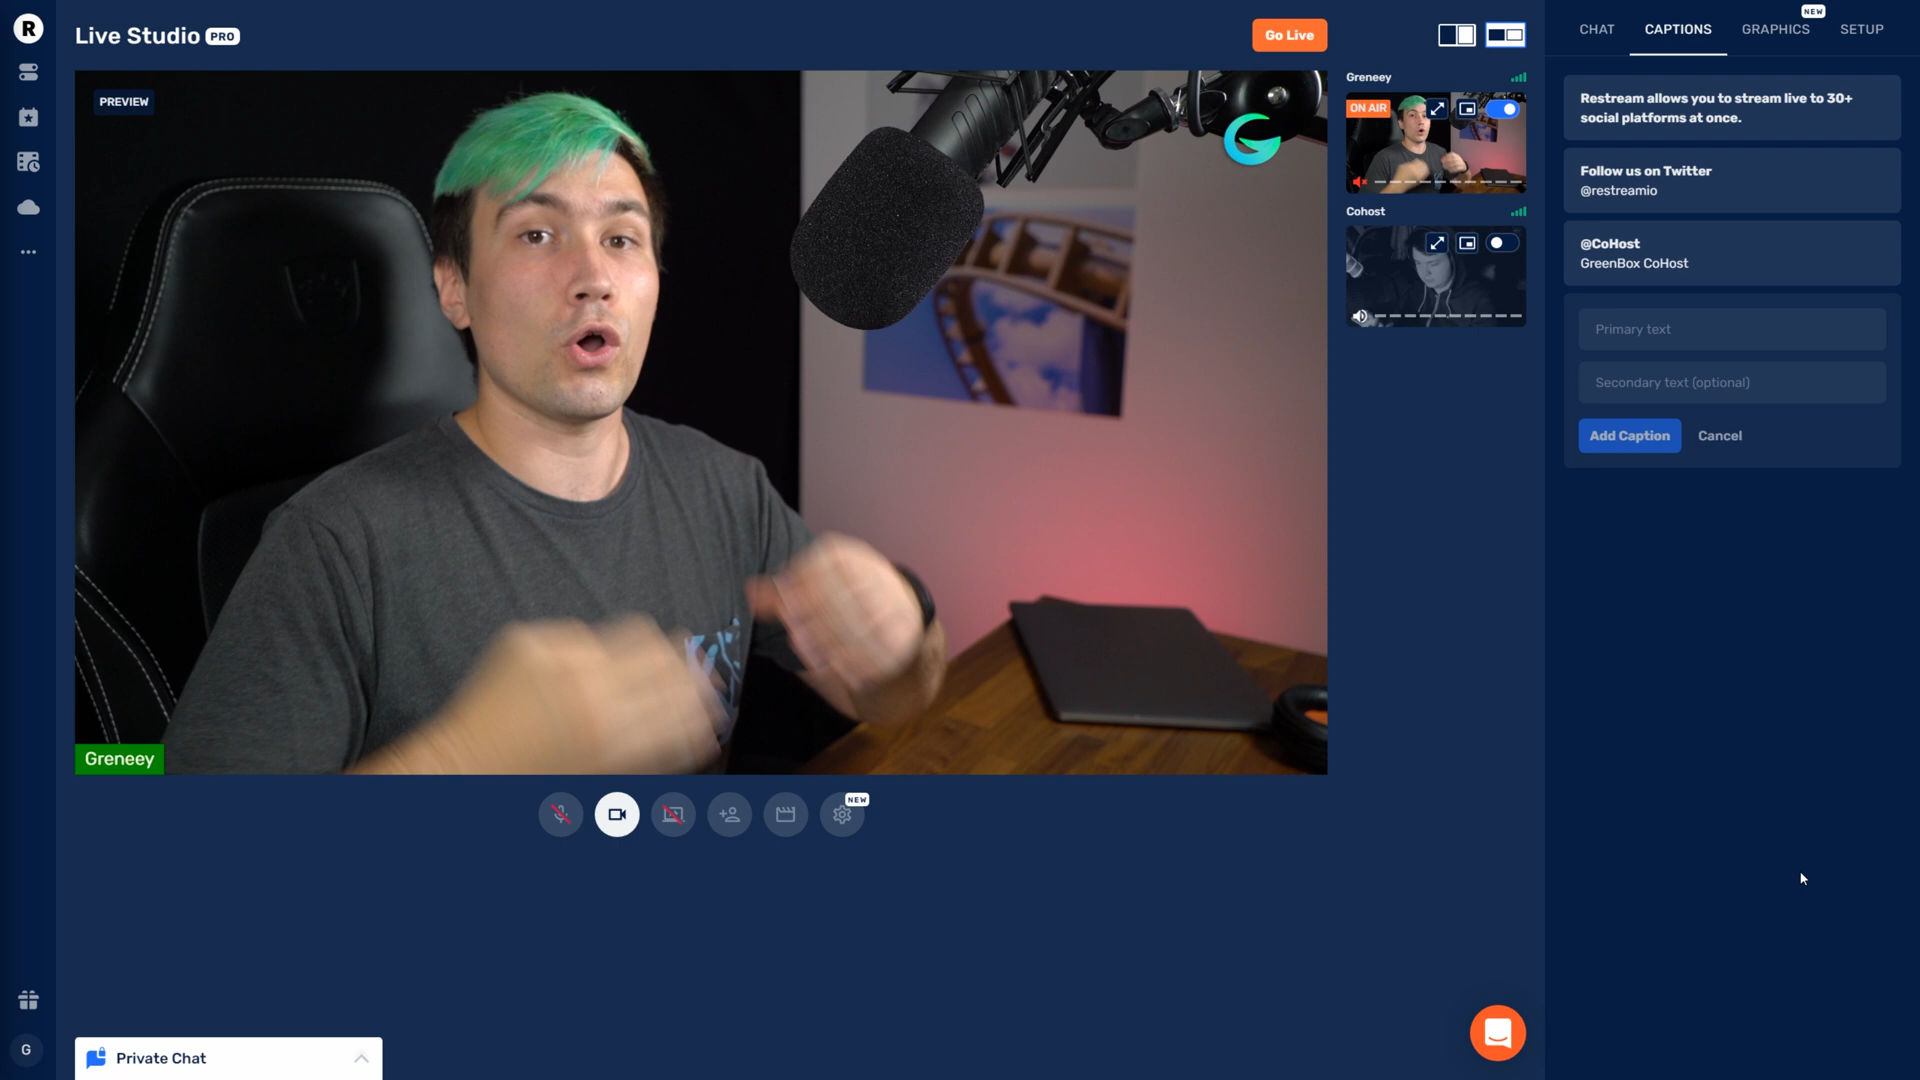 R
Live Studio PRO
Go Live
CHAT
CAPTIONS
GRAPHICS
NEW
SETUP
PREVIEW
Greneey
ON AIR
Cohost
Restream allows you to stream live to 30+
social platforms at once.
Follow us on Twitter
@restreamio
@CoHost
GreenBox CoHost
Primary text
Secondary text (optional)
Add Caption
Cancel
Greneey
NEW
G
Private Chat